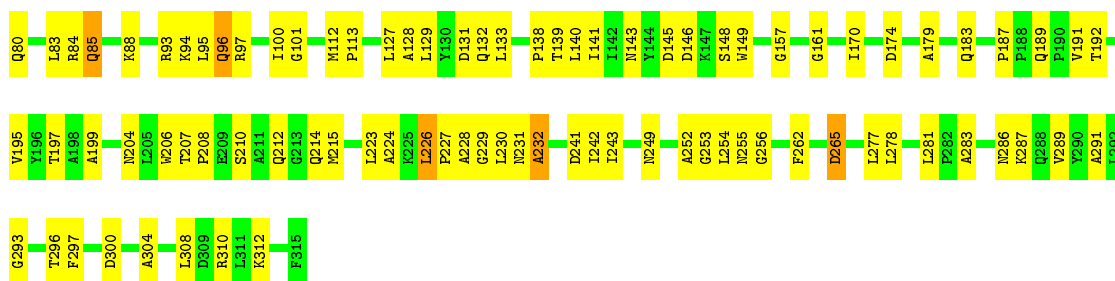 Q80 L83 R84 Q85 K88 R93 K94 L95 Q96 R97 I100 G101 M112 P113 L127 A128 L129 Y130 D131 Q132 L133 P138 T139 L140 I141 I142 N143 Y144 D145 D146 K147 S148 W149 G157 G161 I170 D174 A179 Q183 P187 P188 Q189 P190 V191 T192
V195 Y196 T197 A198 A199 N204 L205 W206 T207 P208 E209 S210 A211 Q212 G213 Q214 M215 L223 A224 K225 L226 P227 A228 G229 L230 N231 A232 D241 I242 I243 N249 A252 G253 L254 N255 G256 F262 D265 L277 L278 L281 P282 A283 N286 K287 Q288 V289 Y290 A291 L292
G293 T296 F297 D300 A304 L308 D309 R310 L311 K312 F315